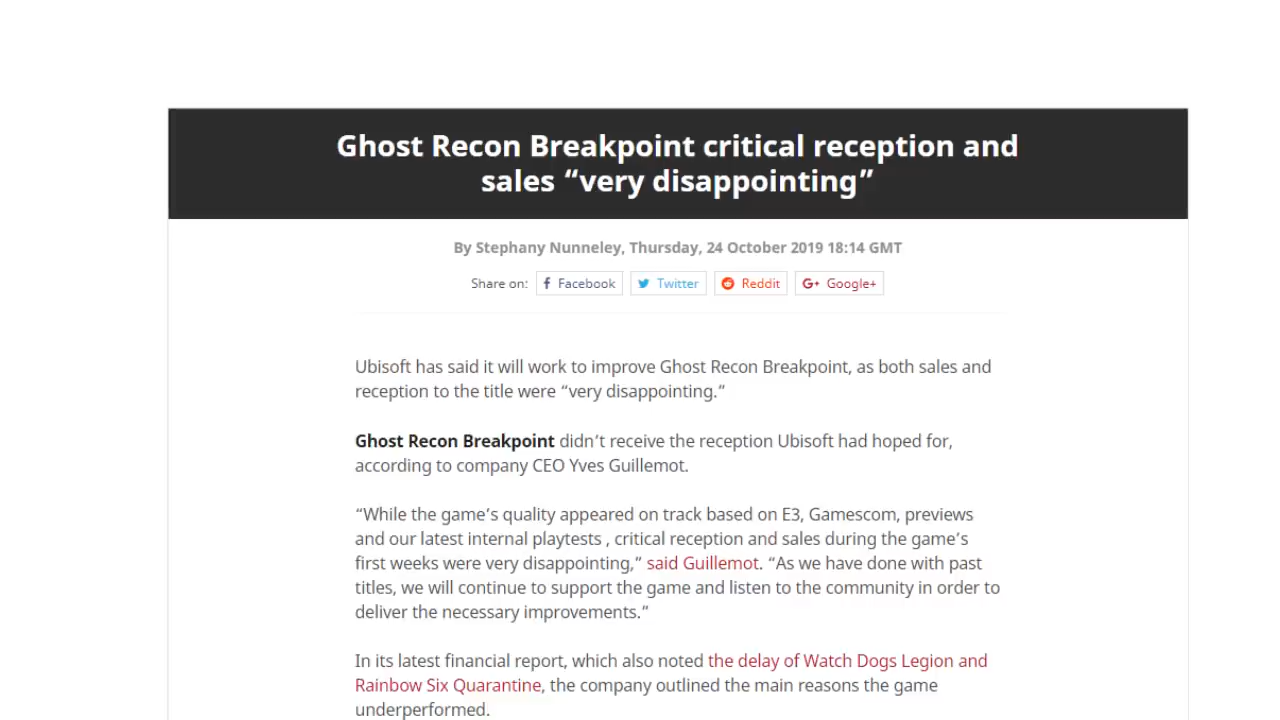 Ghost Recon Breakpoint critical reception and
sales “very disappointing”
By Stephany Nunneley, Thursday, 24 October 2019 18:14 GMT
Share on: Facebook Twitter Reddit Google+
Ubisoft has said it will work to improve Ghost Recon Breakpoint, as both sales and
reception to the title were “very disappointing.”
Ghost Recon Breakpoint didn’t receive the reception Ubisoft had hoped for,
according to company CEO Yves Guillemot.
“While the game’s quality appeared on track based on E3, Gamescom, previews
and our latest internal playtests , critical reception and sales during the game’s
first weeks were very disappointing,” said Guillemot. “As we have done with past
titles, we will continue to support the game and listen to the community in order to
deliver the necessary improvements.”
In its latest financial report, which also noted the delay of Watch Dogs Legion and
Rainbow Six Quarantine, the company outlined the main reasons the game
underperformed.